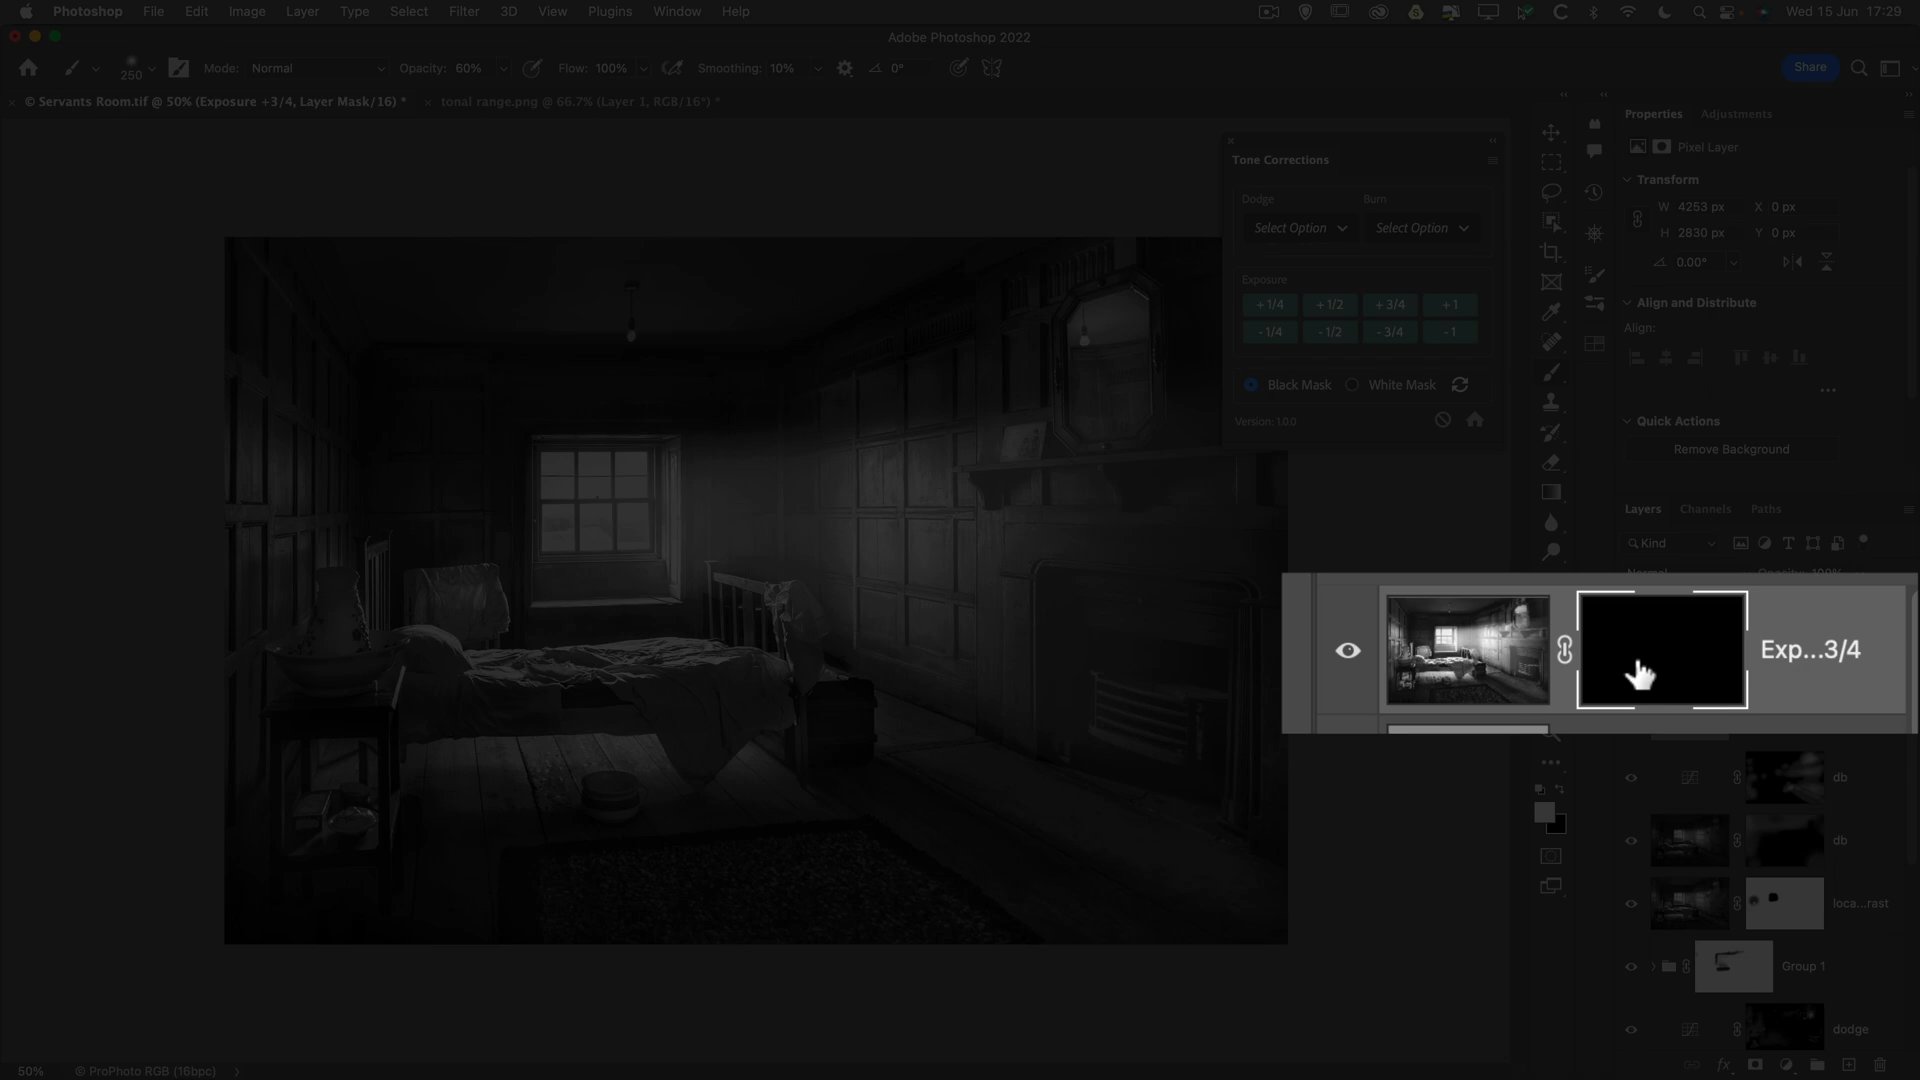 Photoshop File Edit Image Layer Type Select Filter 3D View Plugins Window Help Wed 15 Jun 17:29
Adobe Photoshop 2022
250 Mode: Normal Opacity: 60% Flow: 100% Smoothing: 10% 0° Share
× © Servants Room.tif @ 50% (Exposure +3/4, Layer Mask/16) * × tonal range.png @ 66.7% (Layer 1, RGB/16*) *
Properties Adjustments
Pixel Layer
Transform
W 4253 px X 0 px
H 2830 px Y 0 px
0.00°
Align and Distribute
Align:
Quick Actions
Remove Background
Tone Corrections
Dodge Burn
Select Option Select Option
Exposure
+1/4 +1/2 +3/4 +1
-1/4 -1/2 -3/4 -1
Black Mask White Mask
Version: 1.0.0
Layers Channels Paths
Kind
Exp...3/4
db
db
loca...rast
Group 1
dodge
fx
50% © ProPhoto RGB (16bpc)